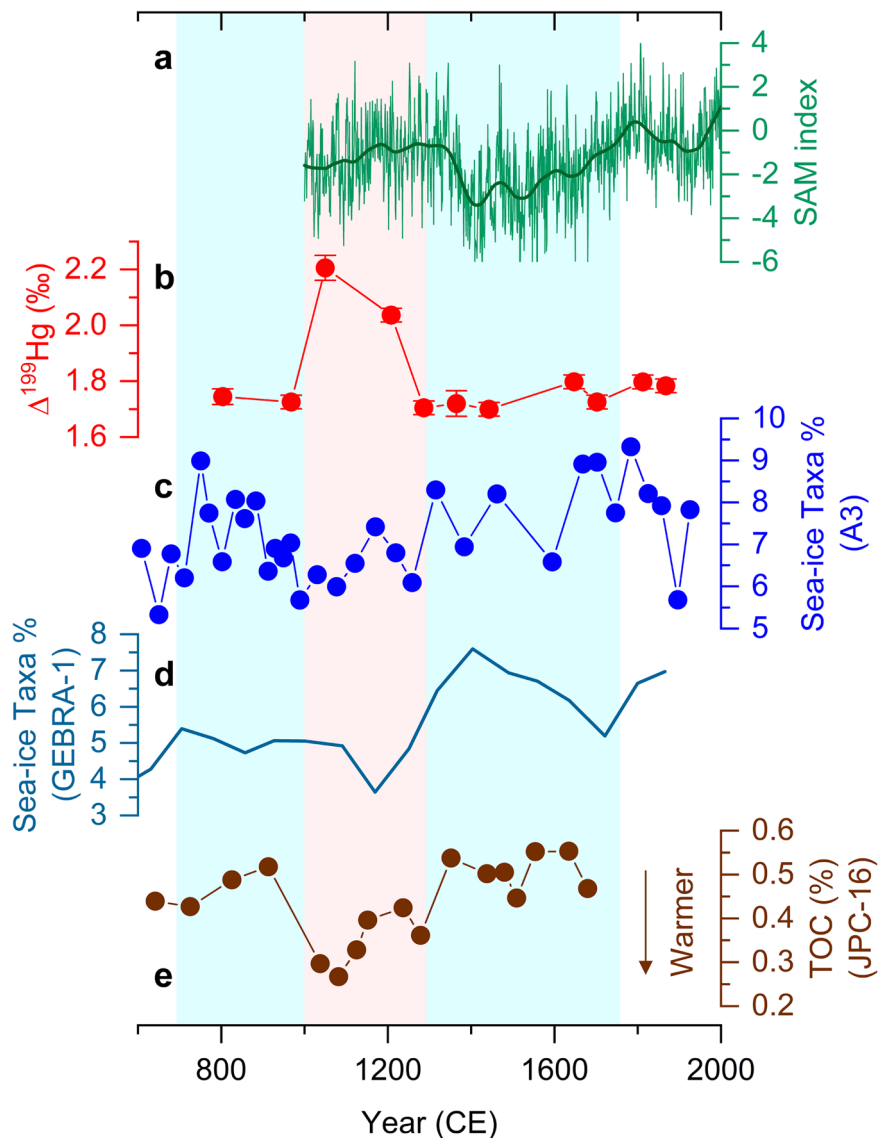 a
4
2
0
-2
-4
-6
SAM index
b
2.2
2.0
1.8
1.6
Δ¹⁹⁹Hg (‰)
c
10
9
8
7
6
5
Sea-ice Taxa %
(A3)
d
8
7
6
5
4
3
Sea-ice Taxa %
(GEBRA-1)
e
0.6
0.5
0.4
0.3
0.2
TOC (%)
(JPC-16)
Warmer
800 1200 1600 2000
Year (CE)